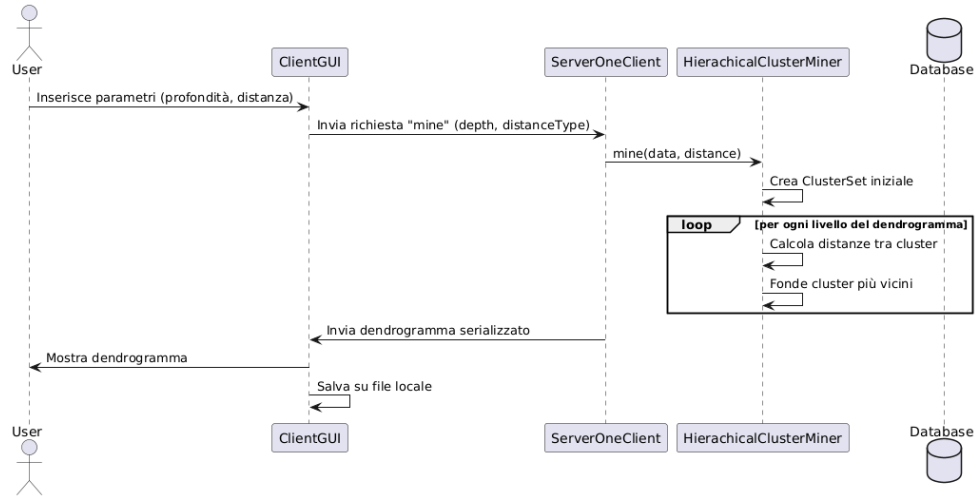 User
ClientGUI
ServerOneClient
HierachicalClusterMiner
Database
Inserisce parametri (profondità, distanza)
Invia richiesta "mine" (depth, distanceType)
mine(data, distance)
Crea ClusterSet iniziale
loop
[per ogni livello del dendrogramma]
Calcola distanze tra cluster
Fonde cluster più vicini
Invia dendrogramma serializzato
Mostra dendrogramma
Salva su file locale
User
ClientGUI
ServerOneClient
HierachicalClusterMiner
Database